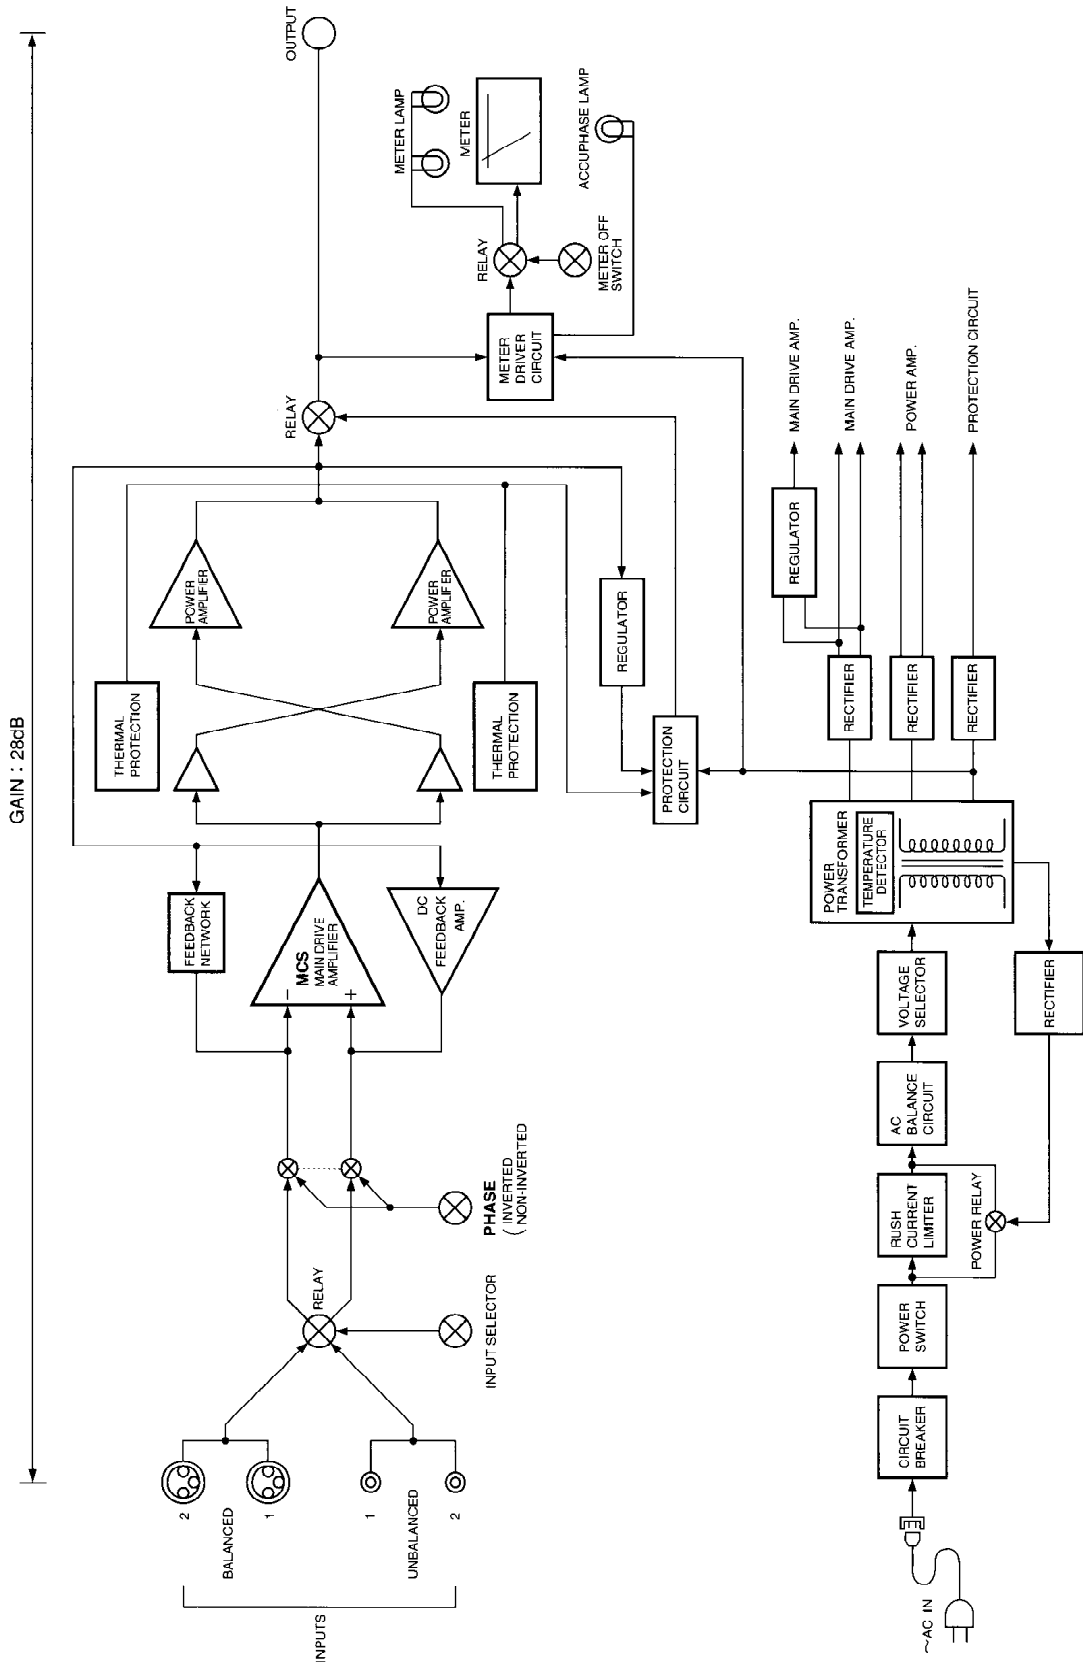 GAIN : 28dB
INPUTS
BALANCED
2
1
UNBALANCED
1
2
RELAY
INPUT SELECTOR
PHASE
( INVERTED
NON-INVERTED
FEEDBACK
NETWORK
MCS
MAIN DRIVE
AMPLIFIER
−
+
DC
FEEDBACK
AMP.
THERMAL
PROTECTION
THERMAL
PROTECTION
POWER
AMPLIFIER
POWER
AMPLIFIER
RELAY
OUTPUT
REGULATOR
PROTECTION
CIRCUIT
METER
DRIVER
CIRCUIT
RELAY
METER OFF
SWITCH
METER LAMP
METER
ACCUPHASE LAMP
~AC IN
CIRCUIT
BREAKER
POWER
SWITCH
RUSH
CURRENT
LIMITER
POWER RELAY
AC
BALANCE
CIRCUIT
VOLTAGE
SELECTOR
RECTIFIER
POWER
TRANSFORMER
TEMPERATURE
DETECTOR
RECTIFIER
RECTIFIER
RECTIFIER
REGULATOR
MAIN DRIVE AMP.
MAIN DRIVE AMP.
POWER AMP.
PROTECTION CIRCUIT